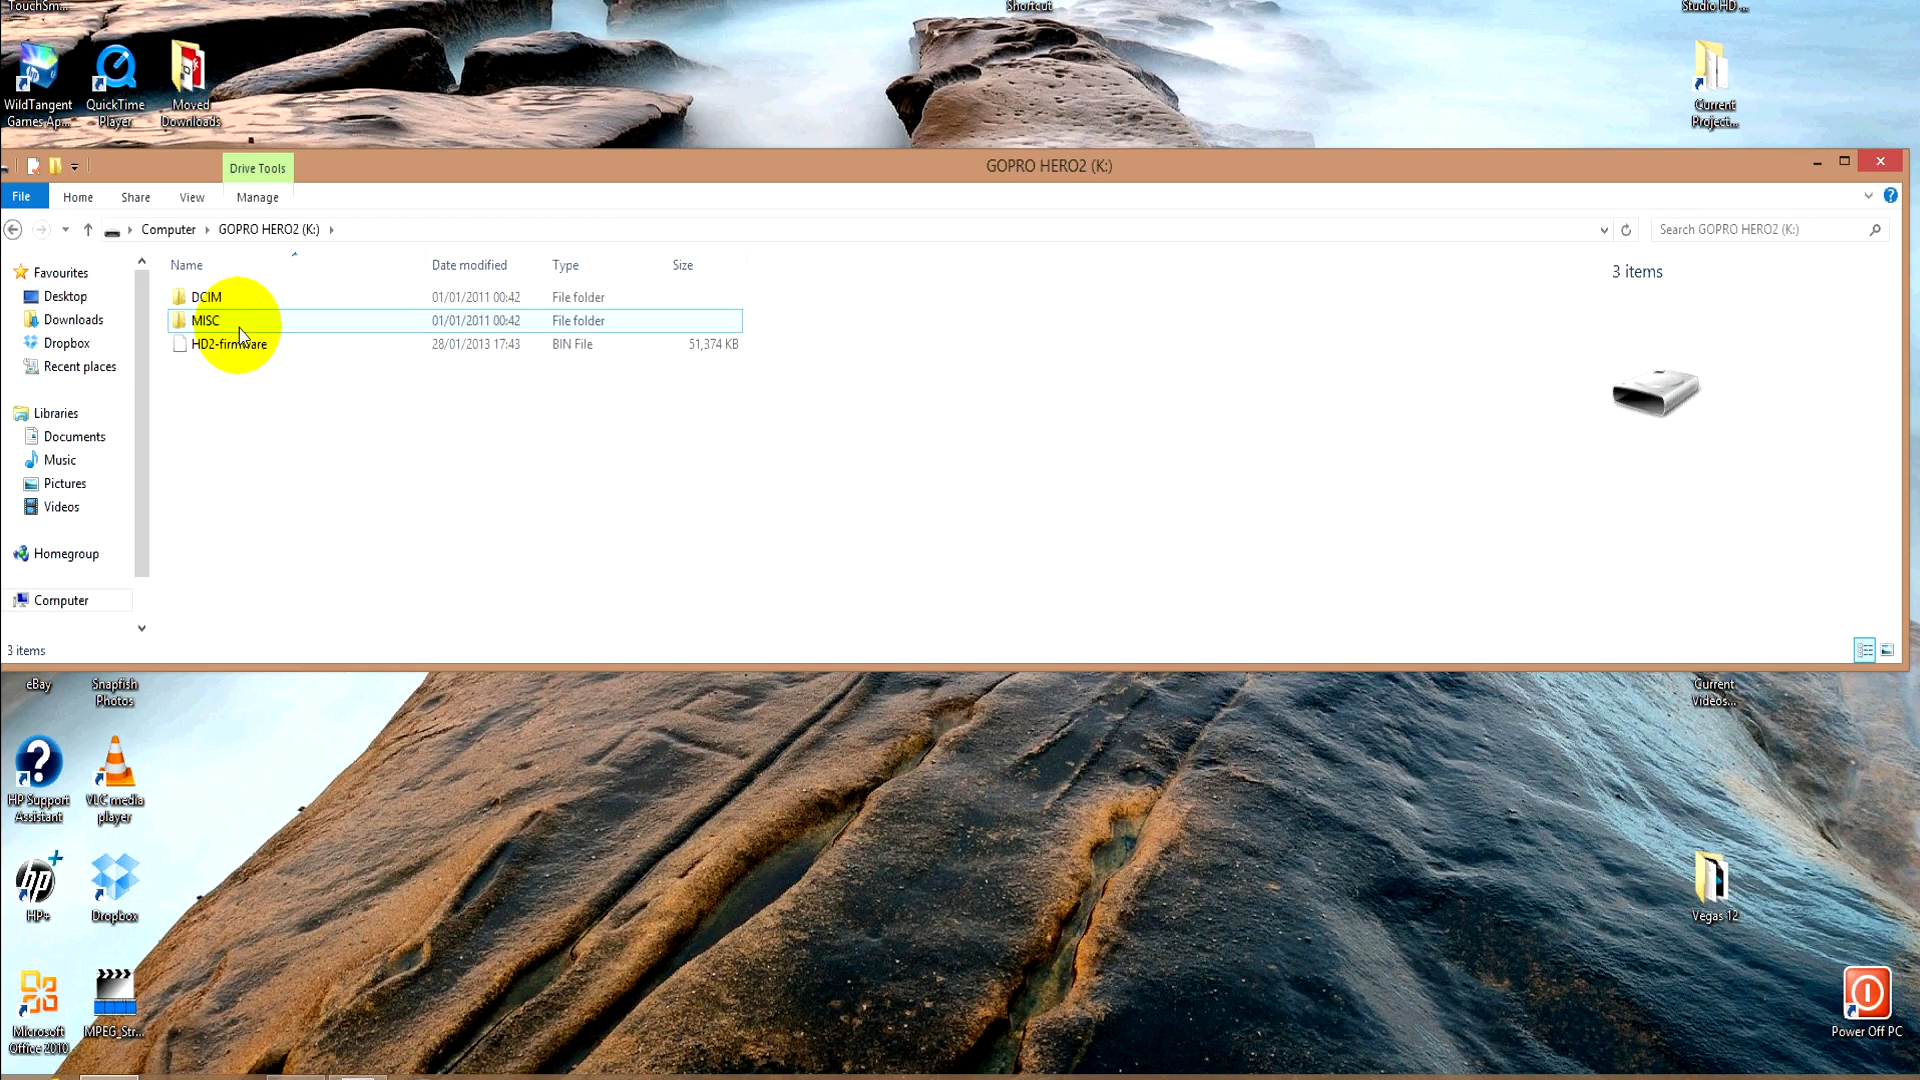 TouchSm...
Shortcut
Studio HD ...
WildTangent
Games Ap...
QuickTime
Player
Moved
Downloads
Current
Project...
Drive Tools
GOPRO HERO2 (K:)
File
Home
Share
View
Manage
Computer
GOPRO HERO2 (K:)
Search GOPRO HERO2 (K:)
Name
Date modified
Type
Size
DCIM
01/01/2011 00:42
File folder
MISC
01/01/2011 00:42
File folder
HD2-firmware
28/01/2013 17:43
BIN File
51,374 KB
3 items
Favourites
Desktop
Downloads
Dropbox
Recent places
Libraries
Documents
Music
Pictures
Videos
Homegroup
Computer
3 items
eBay
Snapfish
Photos
Current
Videos...
HP Support
Assistant
VLC media
player
hp
HP+
Dropbox
Vegas 12
Microsoft
Office 2010
MPEG_Str...
Power Off PC